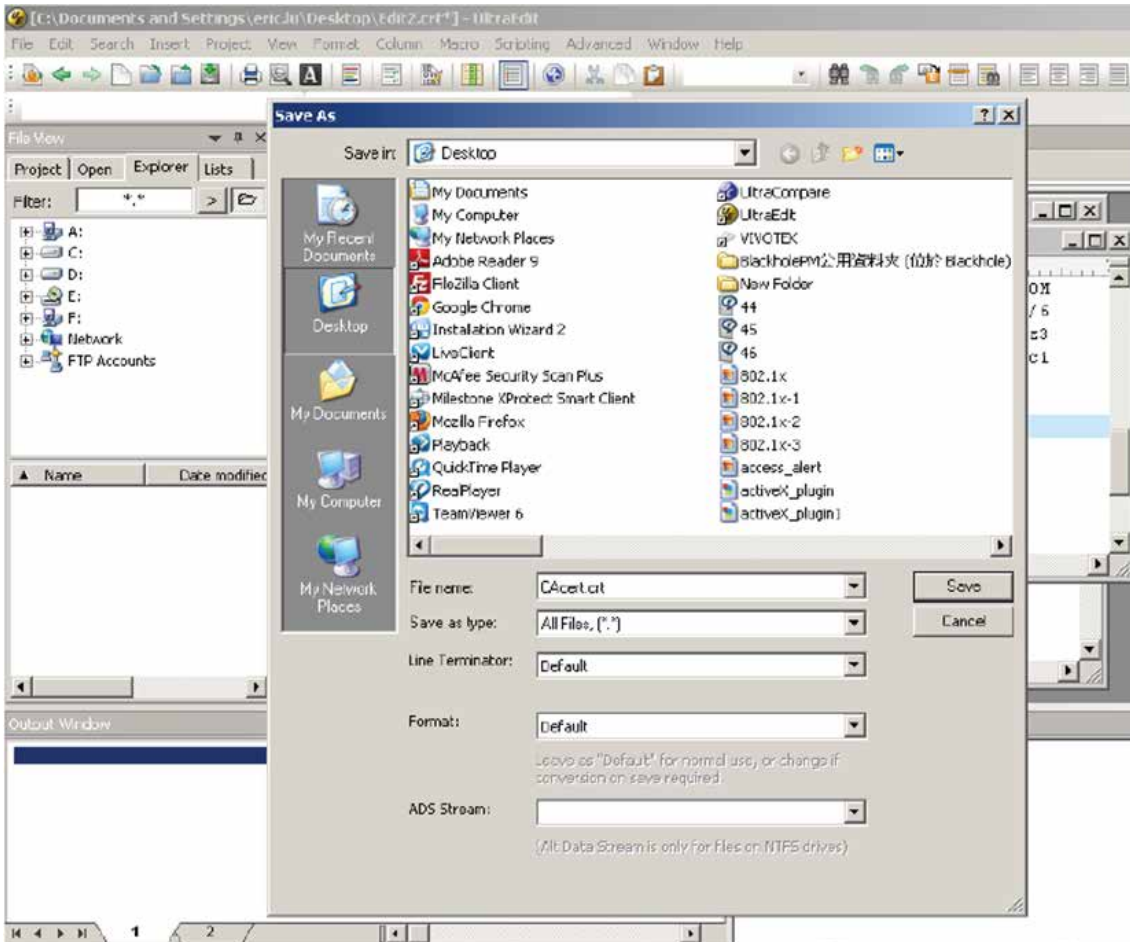 [C:\Documents and Settings\eric.lu\Desktop\Edit2.crt*] - UltraEdit
File Edit Search Insert Project View Format Column Macro Scripting Advanced Window Help
Save As
File View
Project Open Explorer Lists
Filter: *.* >
A:
C:
D:
E:
F:
Network
FTP Accounts
Name Date modified
Output Window
1 2
Save in: Desktop
My Recent Documents
Desktop
My Documents
My Computer
My Network Places
My Documents
My Computer
My Network Places
Adobe Reader 9
FileZilla Client
Google Chrome
Installation Wizard 2
LiveClient
McAfee Security Scan Plus
Milestone XProtect Smart Client
Mozilla Firefox
Playback
QuickTime Player
RealPlayer
TeamViewer 6
UltraCompare
UltraEdit
VIVOTEK
BlackholePM公用資料夾 (位於 Blackhole)
New Folder
44
45
46
802.1x
802.1x-1
802.1x-2
802.1x-3
access_alert
activeX_plugin
activeX_plugin1
File name: CAcert.crt
Save
Save as type: All Files, (*.*)
Cancel
Line Terminator: Default
Format: Default
Leave as "Default" for normal use, or change if
conversion on save required.
ADS Stream:
(Alt Data Stream is only for files on NTFS drives)
OM
/6
z3
c1